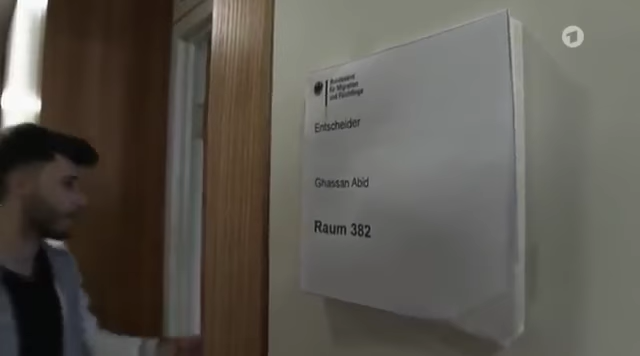 Bundesamt
für Migration
und Flüchtlinge
Entscheider
Ghassan Abid
Raum 382